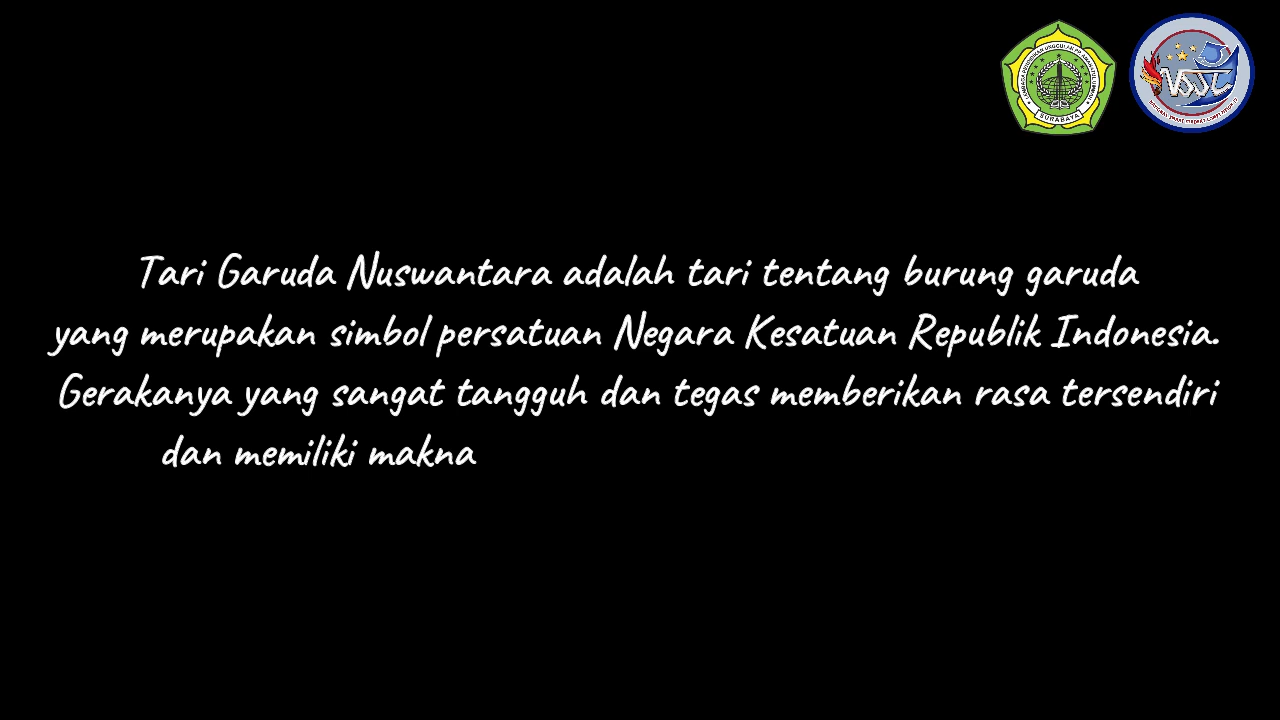 SURABAYA
Tari Garuda Nuswantara adalah tari tentang burung garuda
yang merupakan simbol persatuan Negara Kesatuan Republik Indonesia.
Gerakanya yang sangat tangguh dan tegas memberikan rasa tersendiri
dan memiliki makna